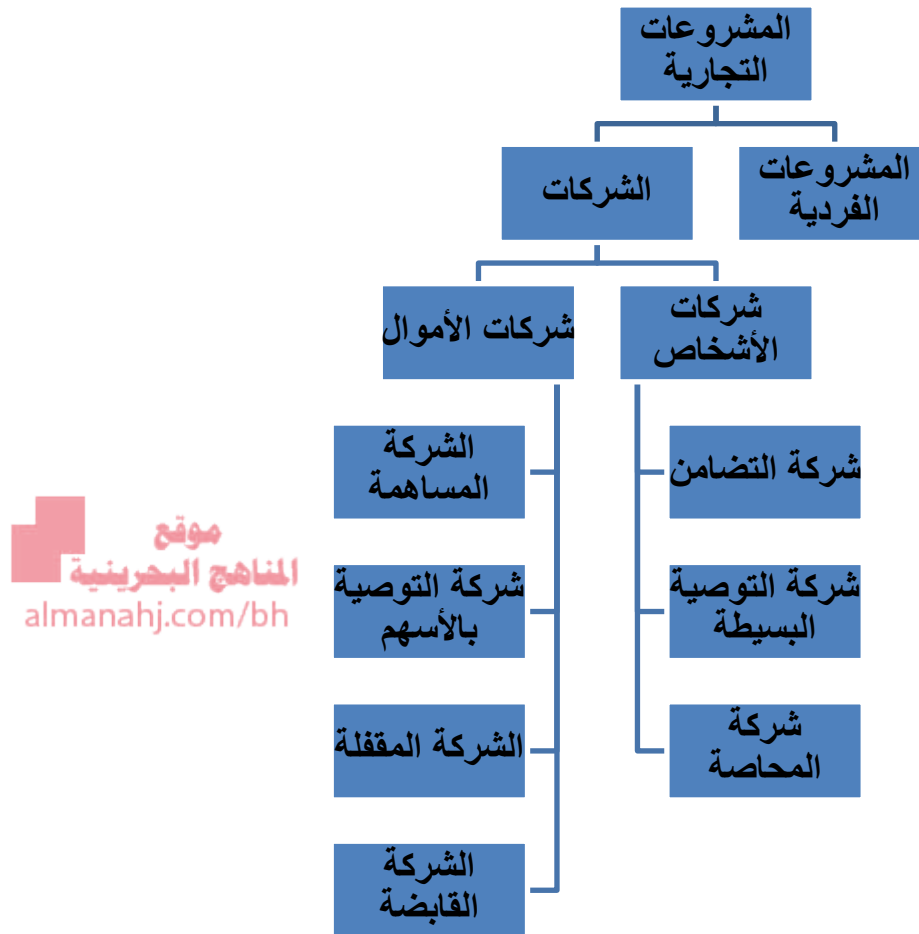 المشروعات
التجارية
المشروعات
الفردية
الشركات
شركات
الأشخاص
شركات الأموال
شركة التضامن
الشركة
المساهمة
شركة التوصية
البسيطة
شركة التوصية
بالأسهم
شركة
المحاصة
الشركة المقفلة
الشركة
القابضة
موقع
المناهج البحرينية
almanahj.com/bh